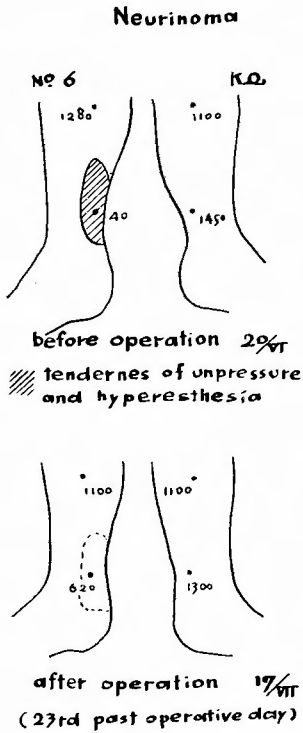 Neurinoma
No 6 K.Q.
1280 1100
40 145
before operation 20/VI
tendernes of unpressure
and hyperesthesia
1100 1100
620 1300
after operation 17/VII
(23rd past operative day)